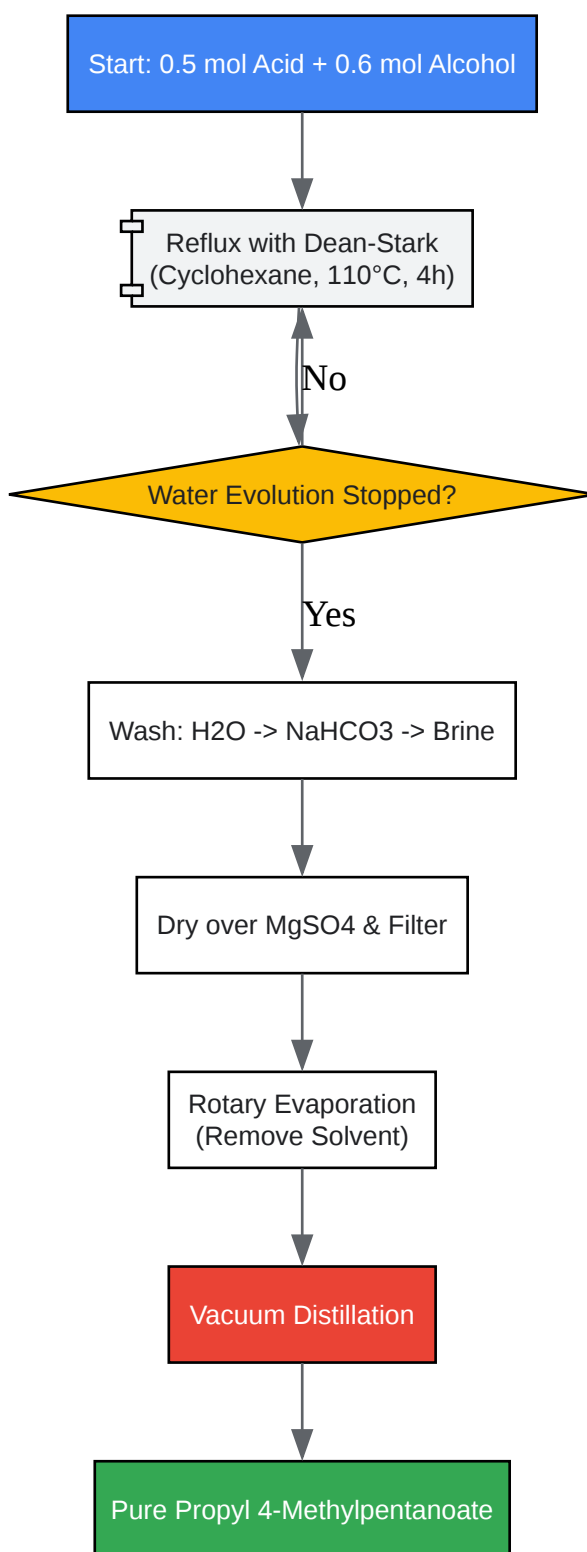 Start: 0.5 mol Acid + 0.6 mol Alcohol
Reflux with Dean-Stark
(Cyclohexane, 110°C, 4h)
No
Water Evolution Stopped?
Yes
Wash: H2O -> NaHCO3 -> Brine
Dry over MgSO4 & Filter
Rotary Evaporation
(Remove Solvent)
Vacuum Distillation
Pure Propyl 4-Methylpentanoate